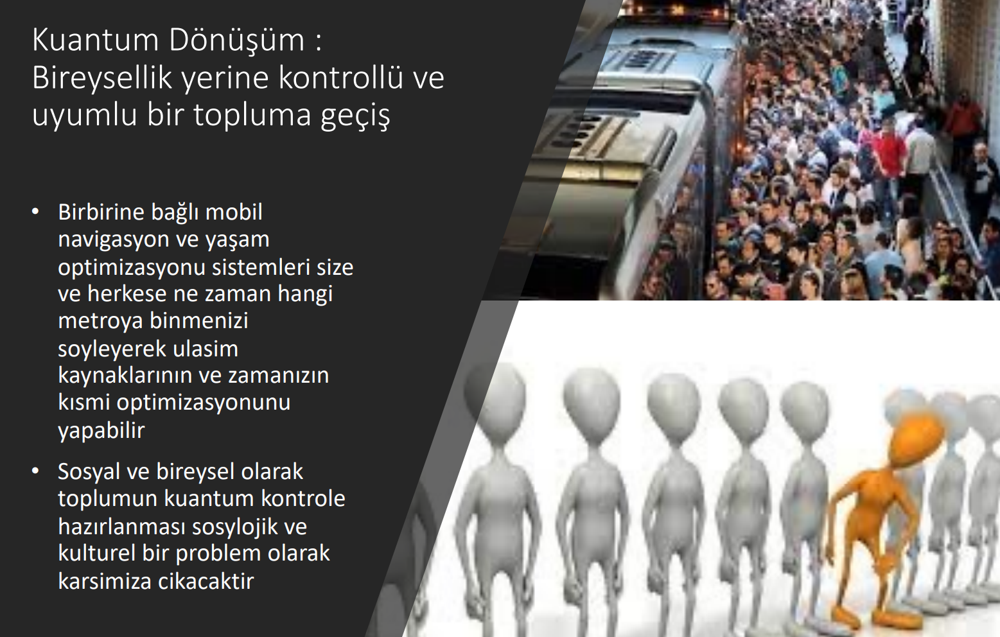 Kuantum Dönüşüm :
Bireysellik yerine kontrollü ve
uyumlu bir topluma geçiş
• Birbirine bağlı mobil
navigasyon ve yaşam
optimizasyonu sistemleri size
ve herkese ne zaman hangi
metroya binmenizi
soyleyerek ulasim
kaynaklarının ve zamanızın
kısmi optimizasyonunu
yapabilir
• Sosyal ve bireysel olarak
toplumun kuantum kontrole
hazırlanması sosylojik ve
kulturel bir problem olarak
karsimiza cikacaktir